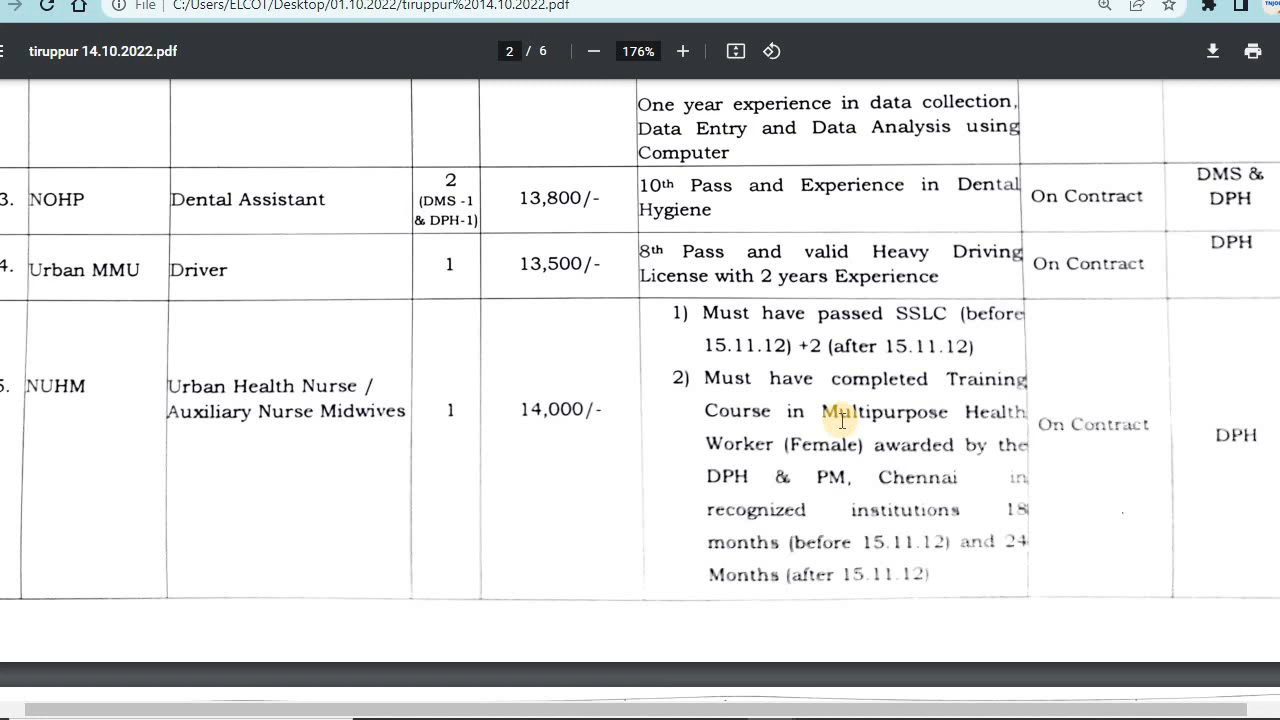 File | C:/Users/ELCOT/Desktop/01.10.2022/tiruppur%2014.10.2022.pdf
tiruppur 14.10.2022.pdf
2 / 6
176%
One year experience in data collection,
Data Entry and Data Analysis using
Computer
3. NOHP
Dental Assistant
2
(DMS -1
& DPH-1)
13,800/-
10th Pass and Experience in Dental
Hygiene
On Contract
DMS &
DPH
4. Urban MMU
Driver
1
13,500/-
8th Pass and valid Heavy Driving
License with 2 years Experience
On Contract
DPH
5. NUHM
Urban Health Nurse /
Auxiliary Nurse Midwives
1
14,000/-
1) Must have passed SSLC (before
15.11.12) +2 (after 15.11.12)
2) Must have completed Training
Course in Multipurpose Health
Worker (Female) awarded by the
DPH & PM, Chennai in
recognized institutions 18
months (before 15.11.12) and 24
Months (after 15.11.12)
On Contract
DPH